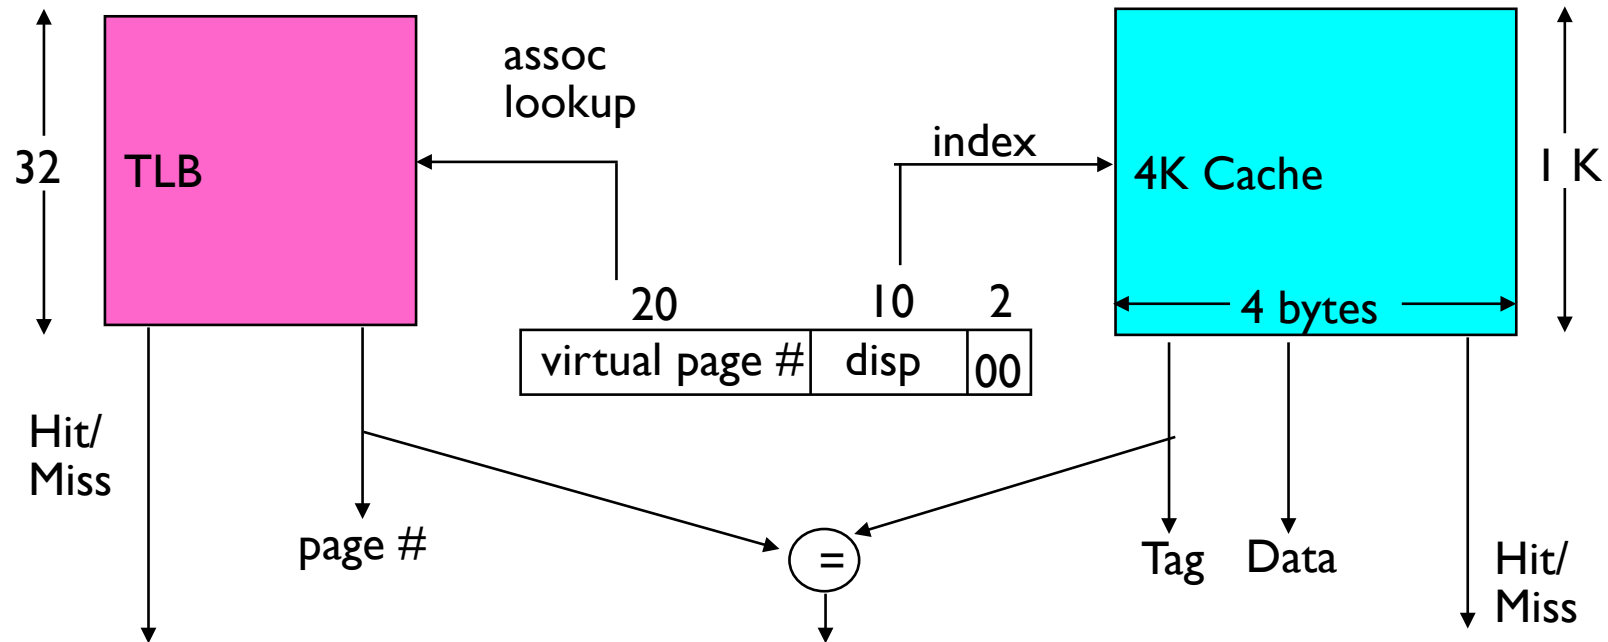 assoc
lookup
index
32
TLB
4K Cache
1 K
20
10
2
4 bytes
virtual page #
disp
00
Hit/
Miss
page #
=
Tag
Data
Hit/
Miss